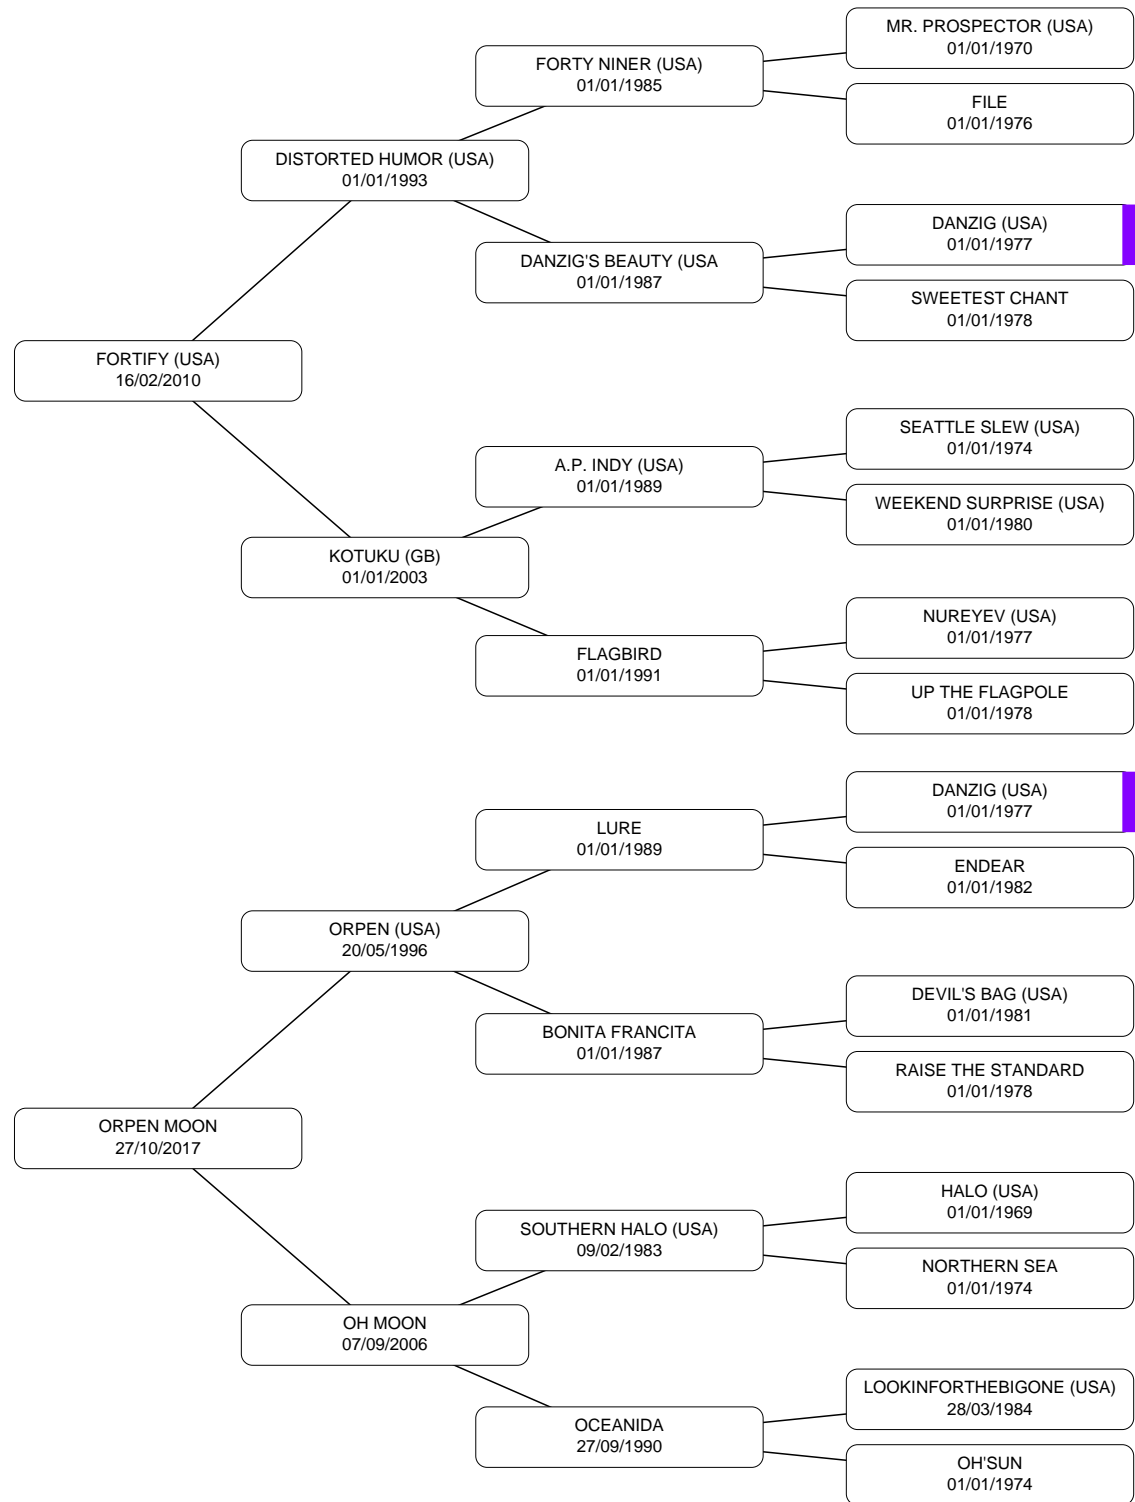 MR. PROSPECTOR (USA)
01/01/1970
FORTY NINER (USA)
01/01/1985
FILE
01/01/1976
DISTORTED HUMOR (USA)
01/01/1993
DANZIG (USA)
01/01/1977
DANZIG'S BEAUTY (USA
01/01/1987
SWEETEST CHANT
01/01/1978
FORTIFY (USA)
16/02/2010
SEATTLE SLEW (USA)
01/01/1974
A.P. INDY (USA)
01/01/1989
WEEKEND SURPRISE (USA)
01/01/1980
KOTUKU (GB)
01/01/2003
NUREYEV (USA)
01/01/1977
FLAGBIRD
01/01/1991
UP THE FLAGPOLE
01/01/1978
DANZIG (USA)
01/01/1977
LURE
01/01/1989
ENDEAR
01/01/1982
ORPEN (USA)
20/05/1996
DEVIL'S BAG (USA)
01/01/1981
BONITA FRANCITA
01/01/1987
RAISE THE STANDARD
01/01/1978
ORPEN MOON
27/10/2017
HALO (USA)
01/01/1969
SOUTHERN HALO (USA)
09/02/1983
NORTHERN SEA
01/01/1974
OH MOON
07/09/2006
LOOKINFORTHEBIGONE (USA)
28/03/1984
OCEANIDA
27/09/1990
OH'SUN
01/01/1974